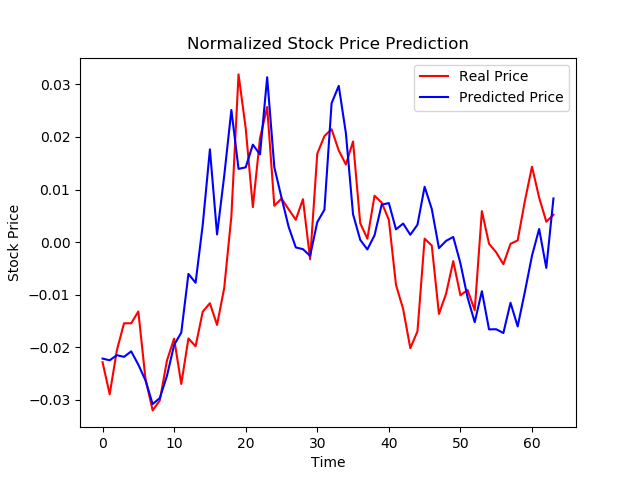 Normalized Stock Price Prediction
Real Price
Predicted Price
Stock Price
0.03
0.02
0.01
0.00
−0.01
−0.02
−0.03
0 10 20 30 40 50 60
Time